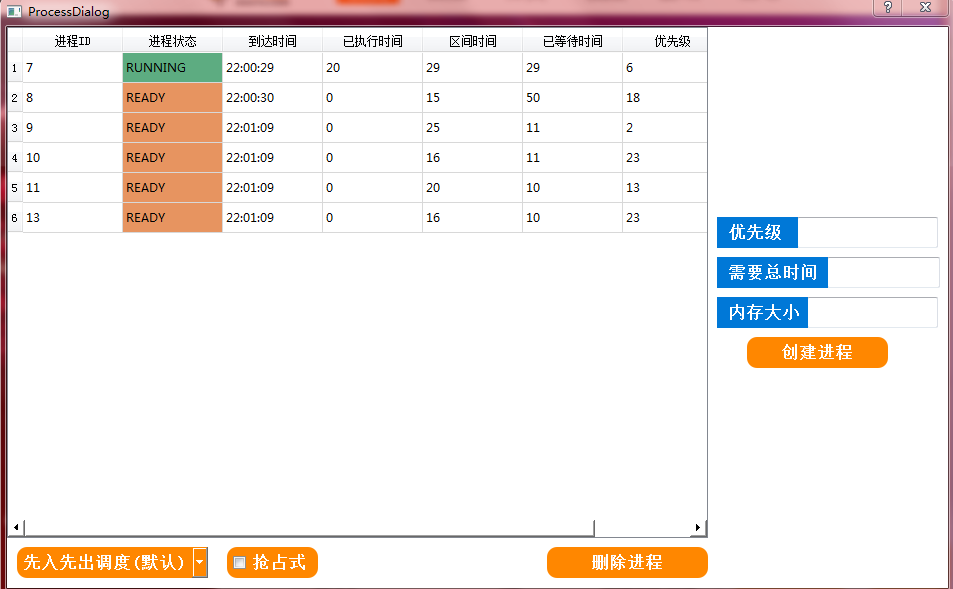 ProcessDialog
进程ID 进程状态 到达时间 已执行时间 区间时间 已等待时间 优先级
1 7 RUNNING 22:00:29 20 29 29 6
2 8 READY 22:00:30 0 15 50 18
3 9 READY 22:01:09 0 25 11 2
4 10 READY 22:01:09 0 16 11 23
5 11 READY 22:01:09 0 20 10 13
6 13 READY 22:01:09 0 16 10 23
优先级
需要总时间
内存大小
创建进程
先入先出调度(默认) 抢占式 删除进程